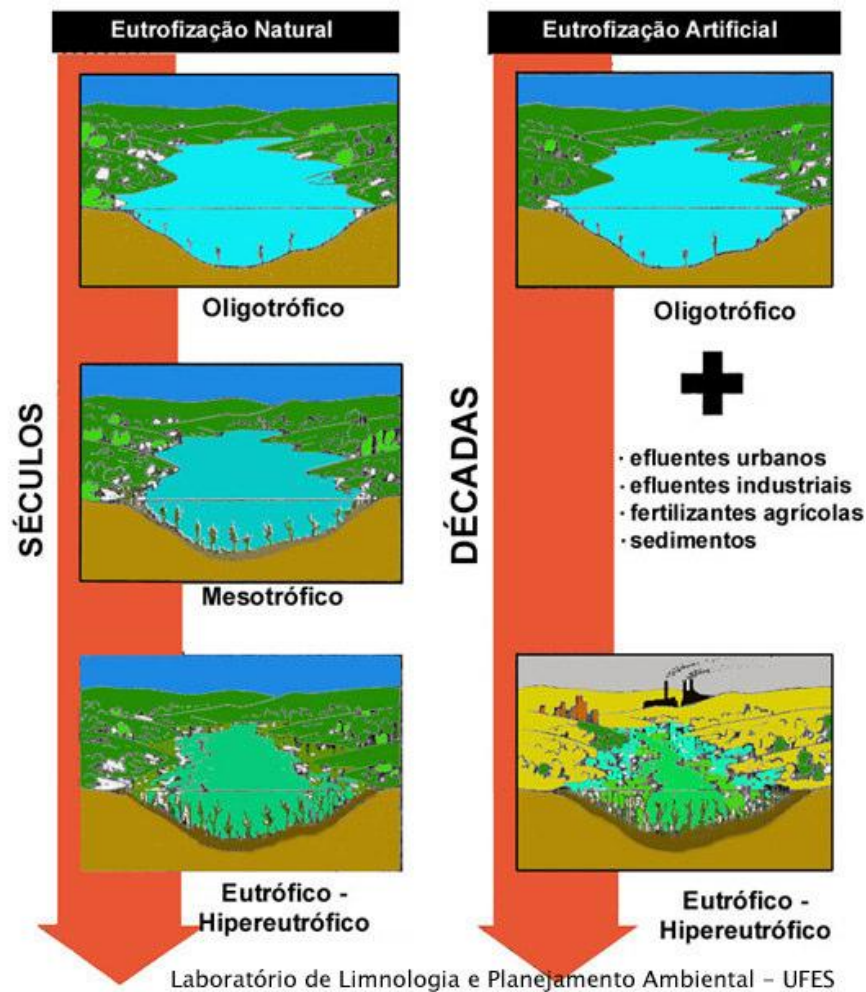 Eutrofização Natural
SÉCULOS
Oligotrófico
Mesotrófico
Eutrófico -
Hipereutrófico
Eutrofização Artificial
DÉCADAS
Oligotrófico
· efluentes urbanos
· efluentes industriais
· fertilizantes agrícolas
· sedimentos
Eutrófico -
Hipereutrófico
Laboratório de Limnologia e Planejamento Ambiental - UFES